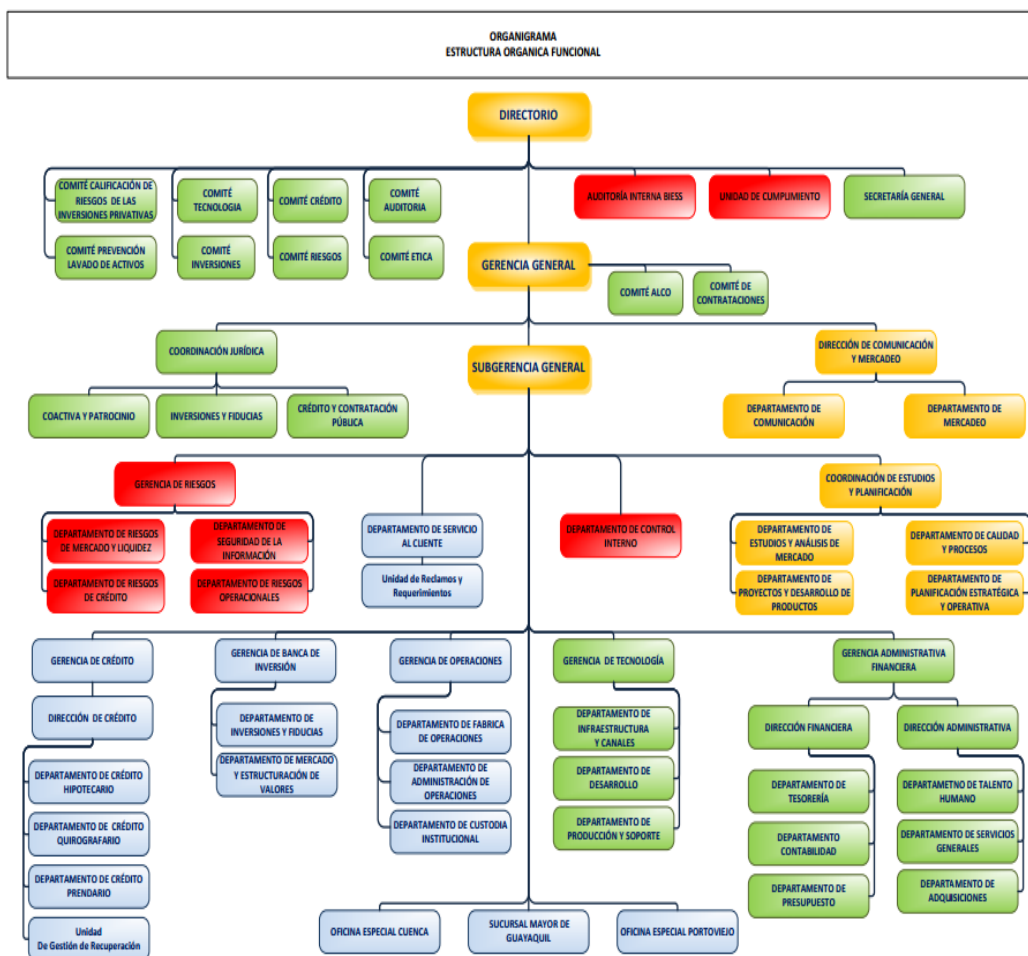 ORGANIGRAMA
ESTRUCTURA ORGANICA FUNCIONAL
DIRECTORIO
COMITÉ CALIFICACIÓN DE
RIESGOS DE LAS
INVERSIONES PRIVATIVAS
COMITÉ
TECNOLOGIA
COMITÉ CRÉDITO
COMITÉ
AUDITORIA
AUDITORÍA INTERNA BIESS
UNIDAD DE CUMPLIMIENTO
SECRETARÍA GENERAL
COMITÉ PREVENCIÓN
LAVADO DE ACTIVOS
COMITÉ
INVERSIONES
COMITÉ RIESGOS
COMITÉ ETICA
GERENCIA GENERAL
COMITÉ ALCO
COMITÉ DE
CONTRATACIONES
COORDINACIÓN JURÍDICA
SUBGERENCIA GENERAL
DIRECCIÓN DE COMUNICACIÓN
Y MERCADEO
COACTIVA Y PATROCINIO
INVERSIONES Y FIDUCIAS
CRÉDITO Y CONTRATACIÓN
PÚBLICA
DEPARTAMENTO DE
COMUNICACIÓN
DEPARTAMENTO DE
MERCADEO
GERENCIA DE RIESGOS
COORDINACIÓN DE ESTUDIOS
Y PLANIFICACIÓN
DEPARTAMENTO DE RIESGOS
DE MERCADO Y LIQUIDEZ
DEPARTAMENTO DE
SEGURIDAD DE LA
INFORMACIÓN
DEPARTAMENTO DE SERVICIO
AL CLIENTE
DEPARTAMENTO DE CONTROL
INTERNO
DEPARTAMENTO DE
ESTUDIOS Y ANÁLISIS DE
MERCADO
DEPARTAMENTO DE CALIDAD
Y PROCESOS
DEPARTAMENTO DE RIESGOS
DE CRÉDITO
DEPARTAMENTO DE RIESGOS
OPERACIONALES
Unidad de Reclamos y
Requerimientos
DEPARTAMENTO DE
PROYECTOS Y DESARROLLO DE
PRODUCTOS
DEPARTAMENTO DE
PLANIFICACIÓN ESTRATÉGICA
Y OPERATIVA
GERENCIA DE CRÉDITO
GERENCIA DE BANCA DE
INVERSIÓN
GERENCIA DE OPERACIONES
GERENCIA DE TECNOLOGÍA
GERENCIA ADMINISTRATIVA
FINANCIERA
DIRECCIÓN DE CRÉDITO
DEPARTAMENTO DE
INVERSIONES Y FIDUCIAS
DEPARTAMENTO DE FABRICA
DE OPERACIONES
DEPARTAMENTO DE
INFRAESTRUCTURA
Y CANALES
DIRECCIÓN FINANCIERA
DIRECCIÓN ADMINISTRATIVA
DEPARTAMENTO DE CRÉDITO
HIPOTECARIO
DEPARTAMENTO DE MERCADO
Y ESTRUCTURACIÓN DE
VALORES
DEPARTAMENTO DE
ADMINISTRACIÓN DE
OPERACIONES
DEPARTAMENTO DE
DESARROLLO
DEPARTAMENTO DE
TESORERÍA
DEPARTAMETNO DE TALENTO
HUMANO
DEPARTAMENTO DE CRÉDITO
QUIROGRAFARIO
DEPARTAMENTO DE CUSTODIA
INSTITUCIONAL
DEPARTAMENTO DE
PRODUCCIÓN Y SOPORTE
DEPARTAMENTO
CONTABILIDAD
DEPARTAMENTO DE SERVICIOS
GENERALES
DEPARTAMENTO DE CRÉDITO
PRENDARIO
DEPARTAMENTO DE
PRESUPUESTO
DEPARTAMENTO DE
ADQUISICIONES
Unidad
De Gestión de Recuperación
OFICINA ESPECIAL CUENCA
SUCURSAL MAYOR DE
GUAYAQUIL
OFICINA ESPECIAL PORTOVIEJO